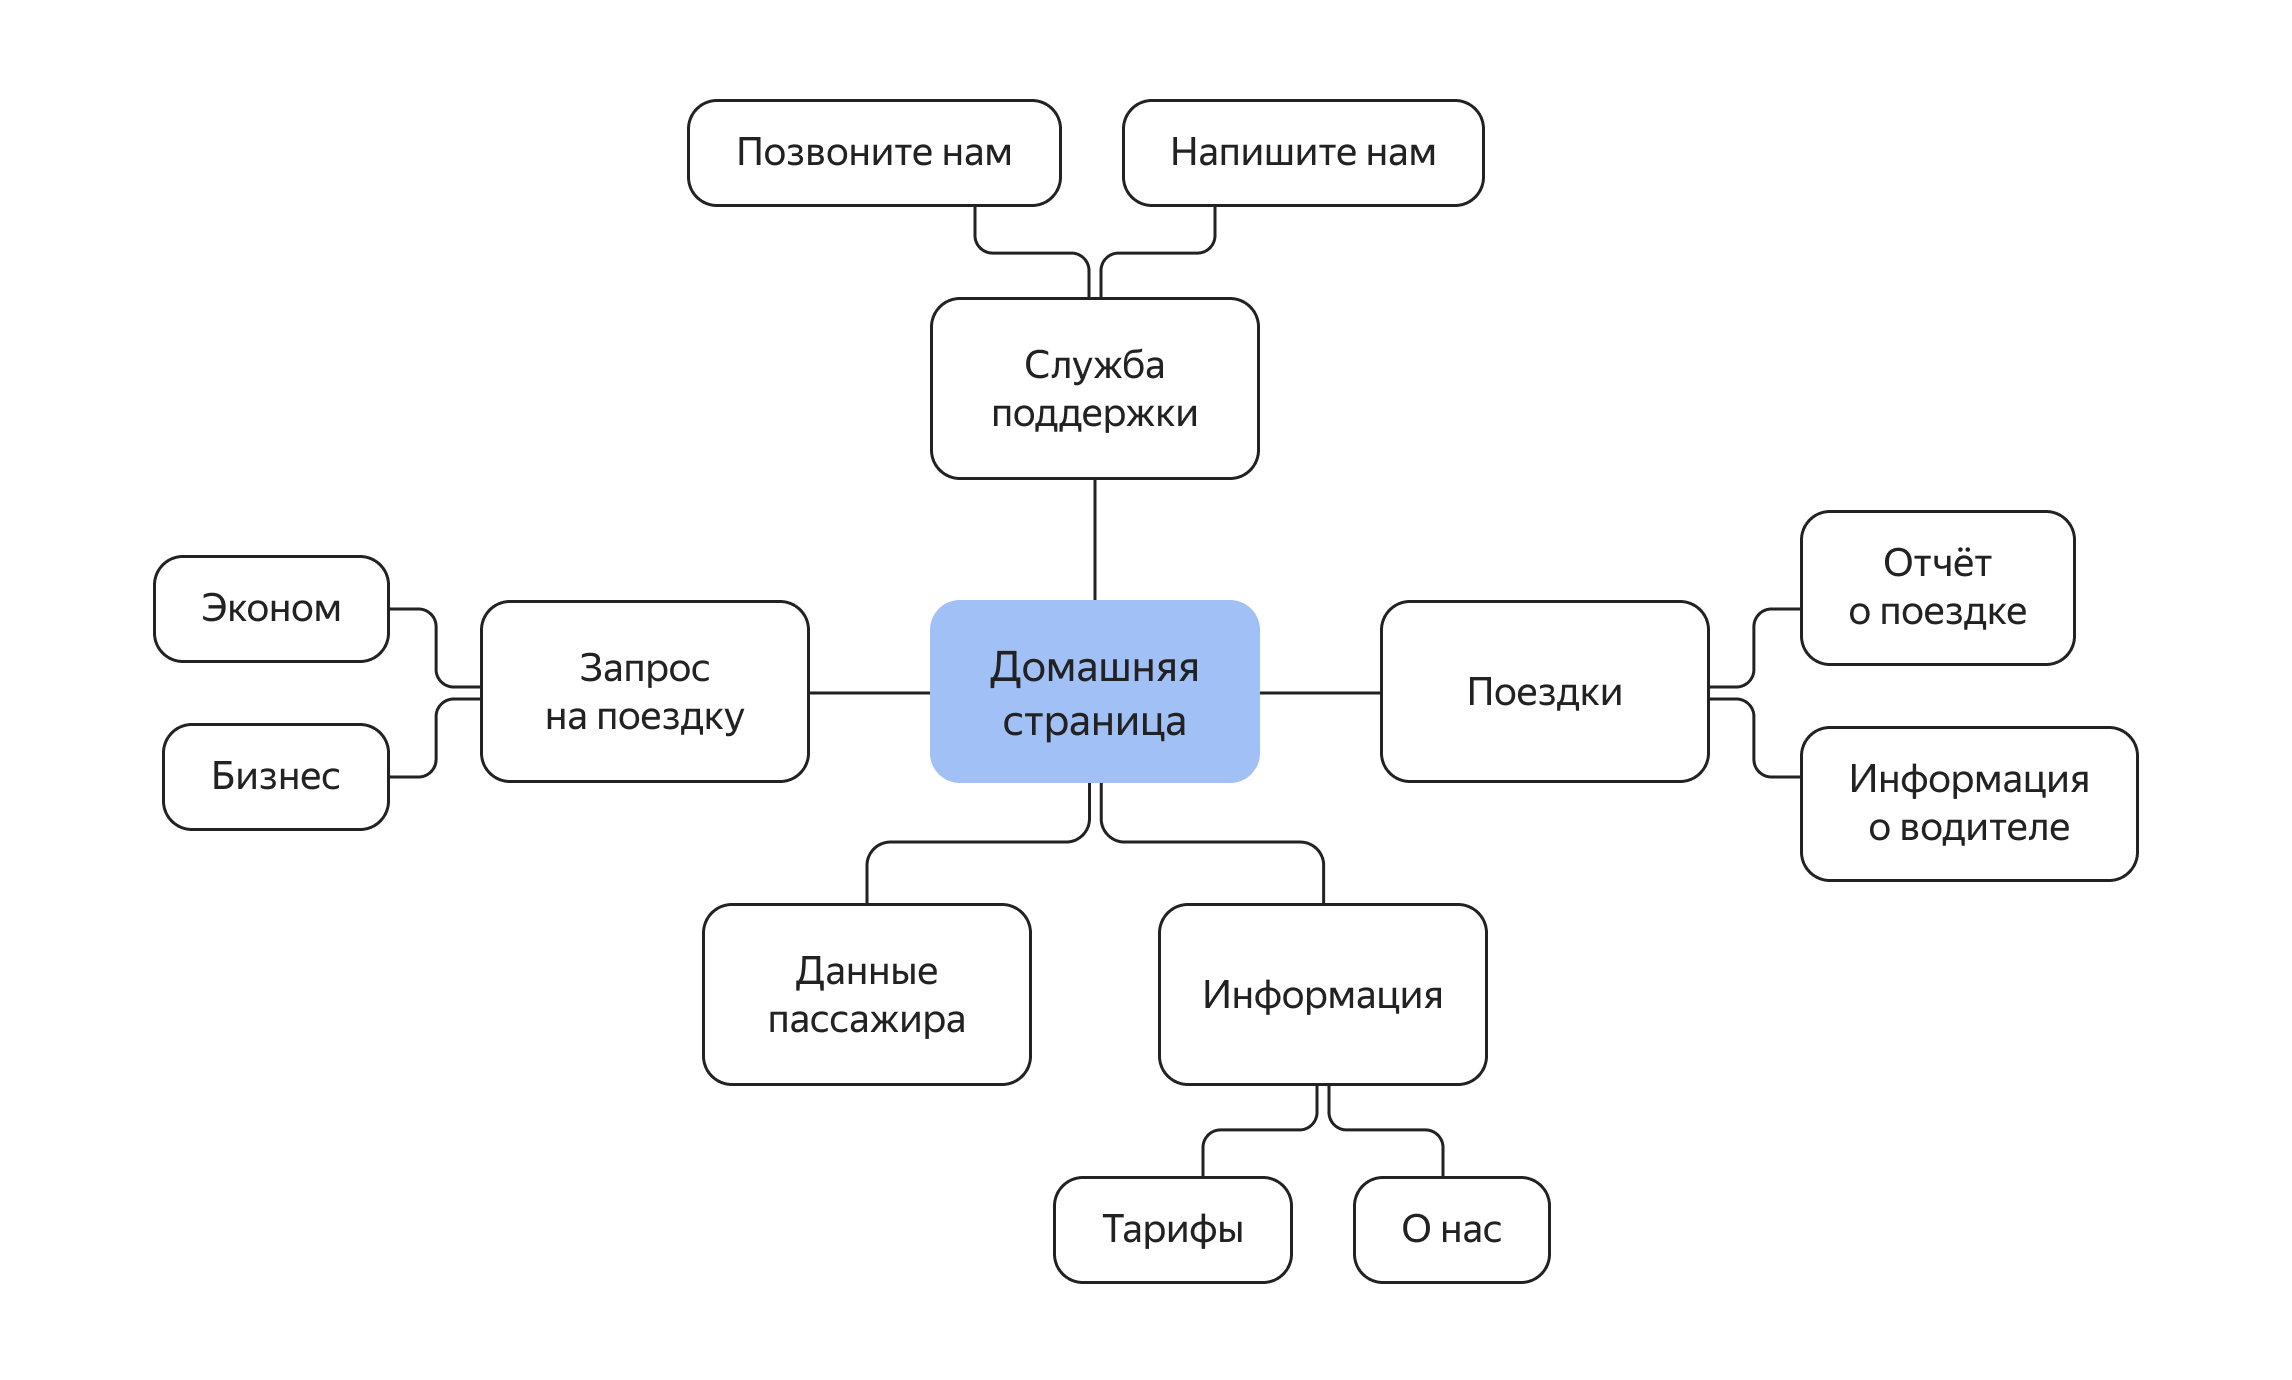 Позвоните нам
Напишите нам
Служба
поддержки
Эконом
Бизнес
Запрос
на поездку
Домашняя
страница
Поездки
Отчёт
о поездке
Информация
о водителе
Данные
пассажира
Информация
Тарифы
О нас